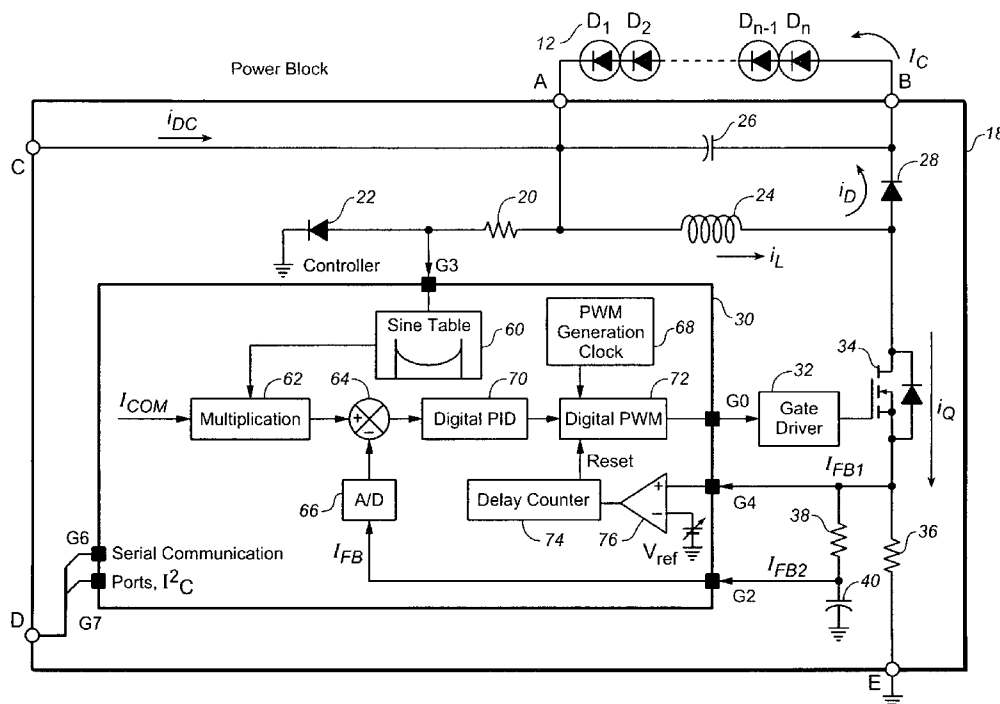 12
D1 D2 Dn-1 Dn
IC
Power Block
A
B
iDC
26
18
C
28
22
20
24
iD
iL
Controller
G3
30
Sine Table
60
PWM
Generation
Clock
68
34
62
64
70
72
32
ICOM
Multiplication
+
−
Digital PID
Digital PWM
G0
Gate
Driver
iQ
Reset
IFB1
66
A/D
Delay Counter
+
−
G4
74
76
Vref
38
36
G6
Serial Communication
IFB
IFB2
Ports, I2C
G2
40
G7
D
E